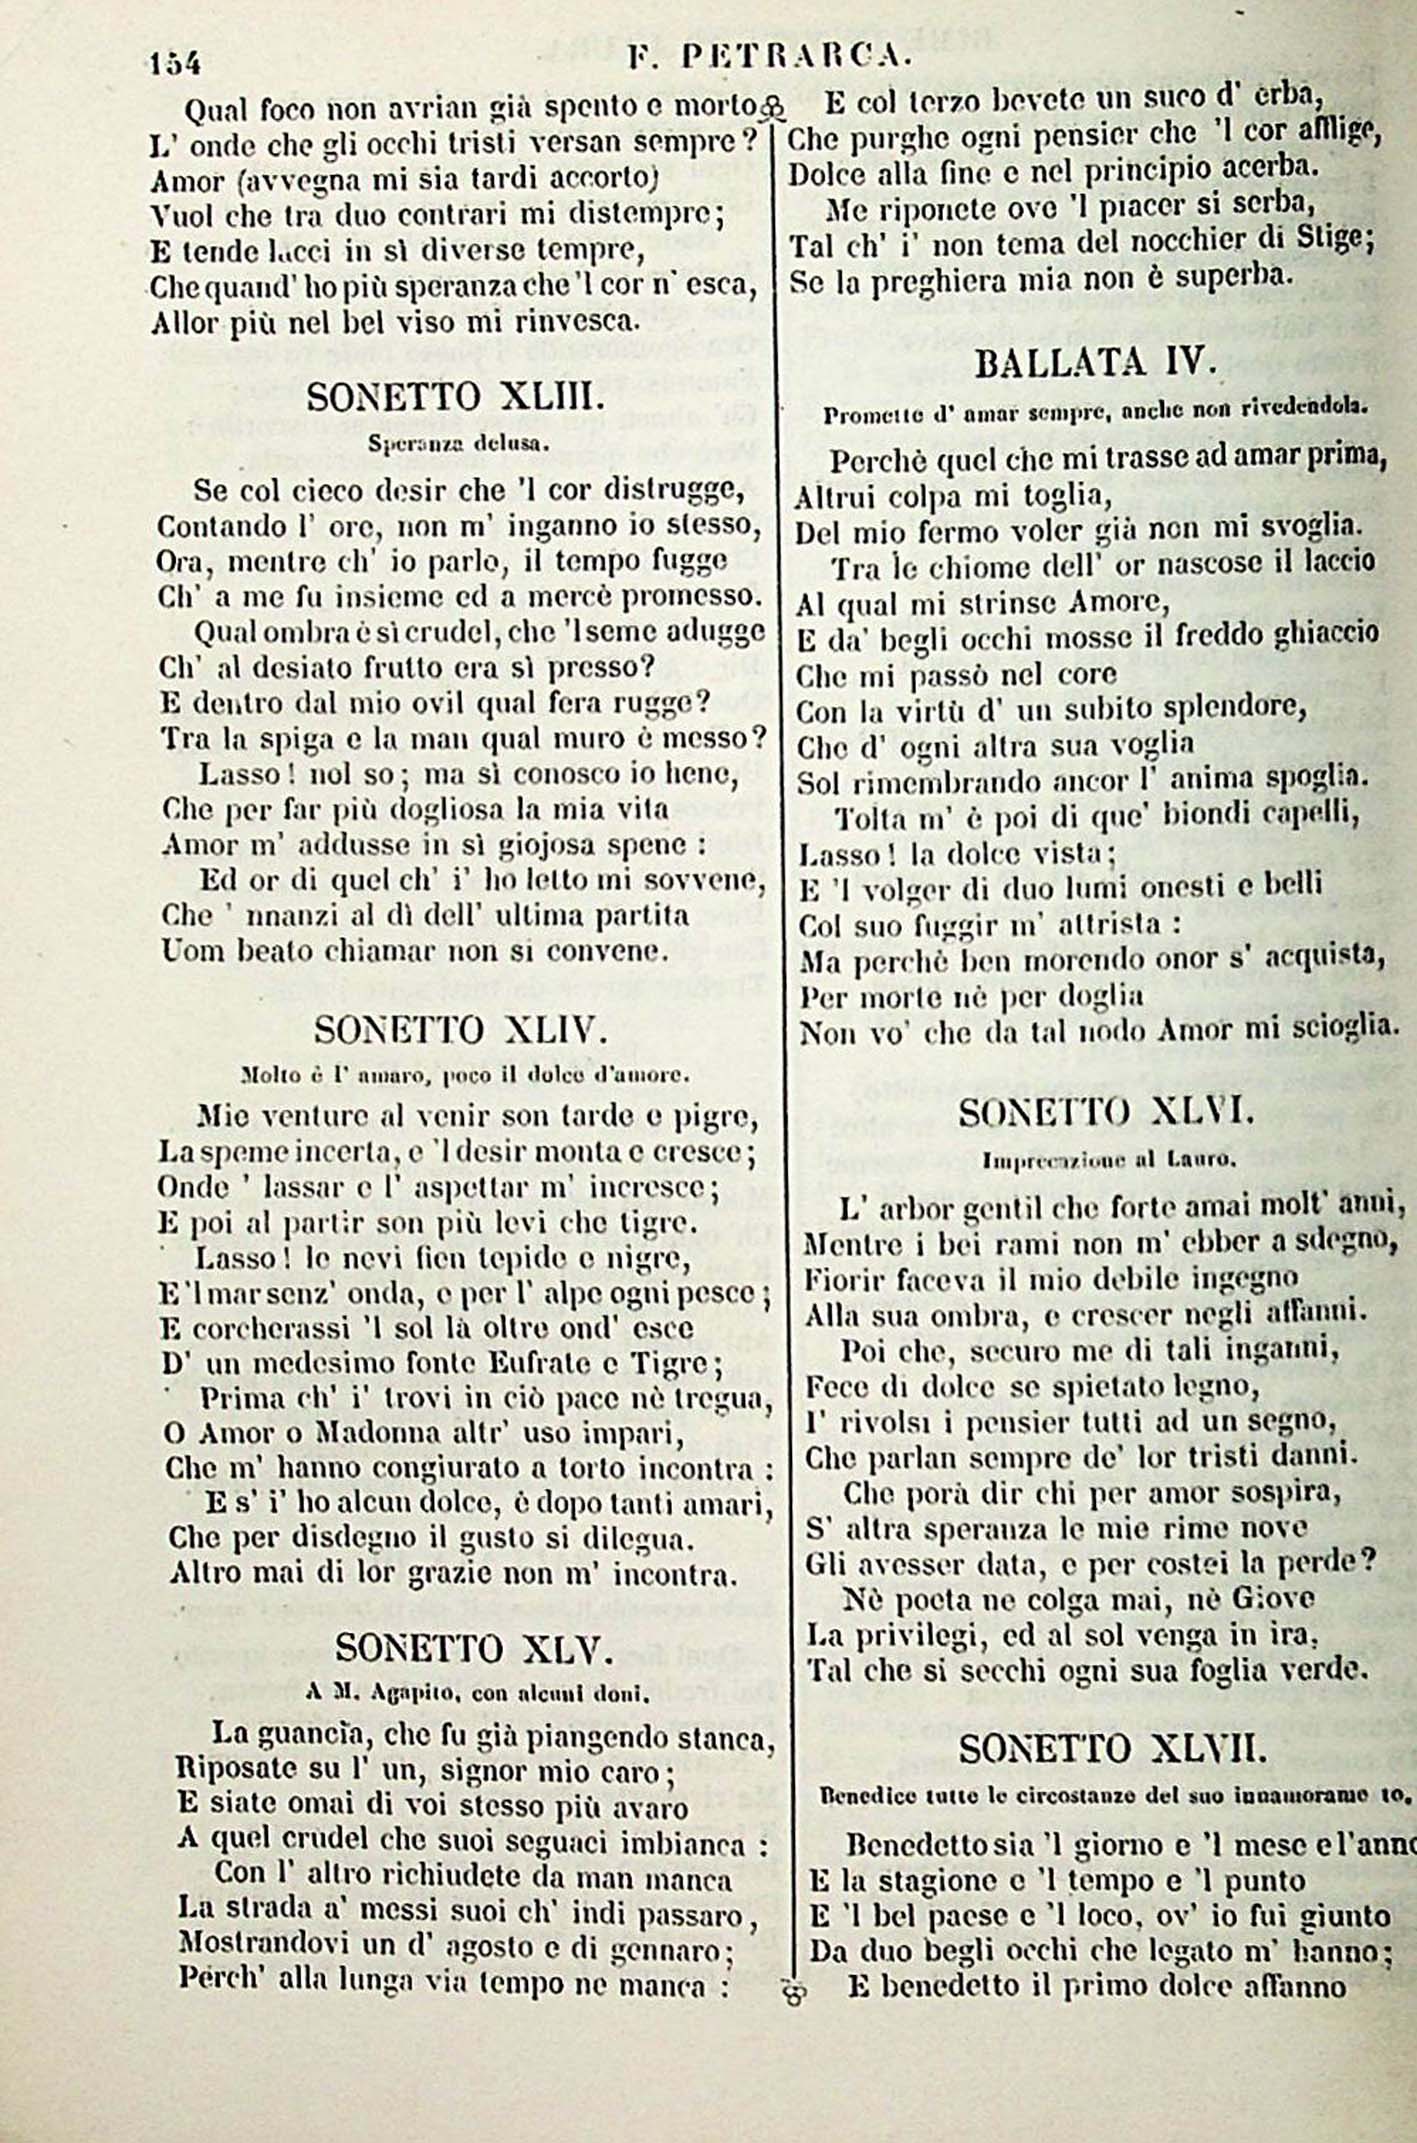 154
F. PETRARCA.
Qual foco non avrian già spento e morto
L' onde che gli occhi tristi versan sempre?
Amor (avvegna mi sia tardi accorto)
Vuol che tra duo contrari mi distempre;
E tende lacci in sì diverse tempre,
Che quand' ho più speranza che 'l cor n' esca,
Allor più nel bel viso mi rinvesca.
SONETTO XLIII.
Speranza delusa.
Se col cieco desir che 'l cor distrugge,
Contando l' ore, non m' inganno io stesso,
Ora, mentre ch' io parlo, il tempo fugge
Ch' a me fu insieme ed a mercè promesso.
Qual ombra è sì crudel, che 'l seme adugge
Ch' al desiato frutto era sì presso?
E dentro dal mio ovil qual fera rugge?
Tra la spiga e la man qual muro è messo?
Lasso! nol so; ma sì conosco io bene,
Che per far più dogliosa la mia vita
Amor m' addusse in sì giojosa spene:
Ed or di quel ch' i' ho letto mi sovvene,
Che ' nnanzi al dì dell' ultima partita
Uom beato chiamar non si convene.
SONETTO XLIV.
Molto è l' amaro, poco il dolce d'amore.
Mie venture al venir son tarde e pigre,
La speme incerta, e 'l desir monta e cresce;
Onde ' lassar e l' aspettar m' incresce;
E poi al partir son più levi che tigre.
Lasso! le nevi fien tepide e nigre,
E 'l mar senz' onda, e per l' alpe ogni pesce;
E corcherassi 'l sol là oltre ond' esce
D' un medesimo fonte Eufrate e Tigre;
Prima ch' i' trovi in ciò pace nè tregua,
O Amor o Madonna altr' uso impari,
Che m' hanno congiurato a torto incontra:
E s' i' ho alcun dolce, è dopo tanti amari,
Che per disdegno il gusto si dilegua.
Altro mai di lor grazie non m' incontra.
SONETTO XLV.
A M. Agapito, con alcuni doni.
La guancia, che fu già piangendo stanca,
Riposate su l' un, signor mio caro;
E siate omai di voi stesso più avaro
A quel crudel che suoi seguaci imbianca:
Con l' altro richiudete da man manca
La strada a' messi suoi ch' indi passaro,
Mostrandovi un d' agosto e di gennaro;
Perch' alla lunga via tempo ne manca:
E col terzo bevete un suco d' erba,
Che purghe ogni pensier che 'l cor afflige,
Dolce alla fine e nel principio acerba.
Me riponete ove 'l piacer si serba,
Tal ch' i' non tema del nocchier di Stige;
Se la preghiera mia non è superba.
BALLATA IV.
Promette d' amar sempre, anche non rivedendola.
Perchè quel che mi trasse ad amar prima,
Altrui colpa mi toglia,
Del mio fermo voler già non mi svoglia.
Tra le chiome dell' or nascose il laccio
Al qual mi strinse Amore,
E da' begli occhi mosse il freddo ghiaccio
Che mi passò nel core
Con la virtù d' un subito splendore,
Che d' ogni altra sua voglia
Sol rimembrando ancor l' anima spoglia.
Tolta m' è poi di que' biondi capelli,
Lasso! la dolce vista;
E 'l volger di duo lumi onesti e belli
Col suo fuggir m' attrista:
Ma perchè ben morendo onor s' acquista,
Per morte nè per doglia
Non vo' che da tal nodo Amor mi scioglia.
SONETTO XLVI.
Imprecazione al Lauro.
L' arbor gentil che forte amai molt' anni,
Mentre i bei rami non m' ebber a sdegno,
Fiorir faceva il mio debile ingegno
Alla sua ombra, e crescer negli affanni.
Poi che, securo me di tali inganni,
Fece di dolce se spietato legno,
I' rivolsi i pensier tutti ad un segno,
Che parlan sempre de' lor tristi danni.
Che porà dir chi per amor sospira,
S' altra speranza le mie rime nove
Gli avesser data, e per costei la perde?
Nè poeta ne colga mai, nè Giove
La privilegi, ed al sol venga in ira,
Tal che si secchi ogni sua foglia verde.
SONETTO XLVII.
Benedice tutte le circostanze del suo innamorame to.
Benedetto sia 'l giorno e 'l mese e l'anno
E la stagione e 'l tempo e 'l punto
E 'l bel paese e 'l loco, ov' io fui giunto
Da duo begli occhi che legato m' hanno;
E benedetto il primo dolce affanno